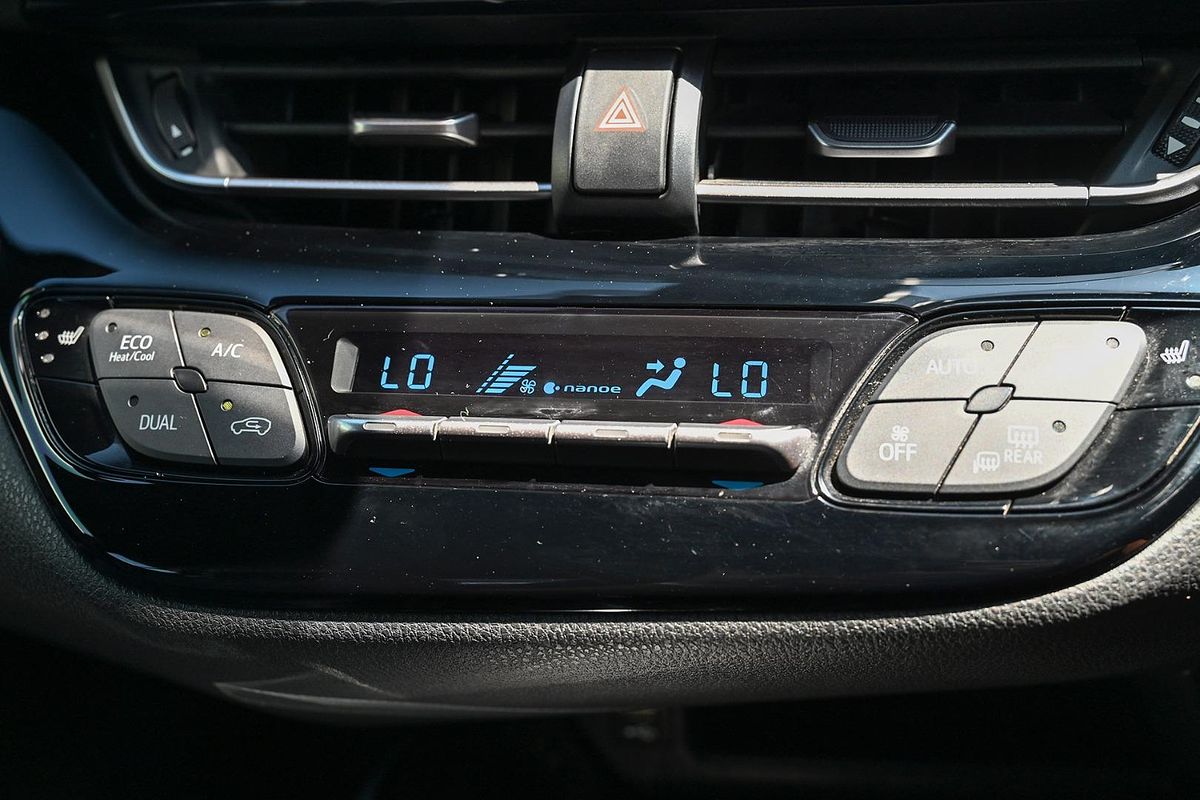 ECO
Heat/Cool
A/C
DUAL
LO
nanoe
LO
AUTO
OFF
REAR